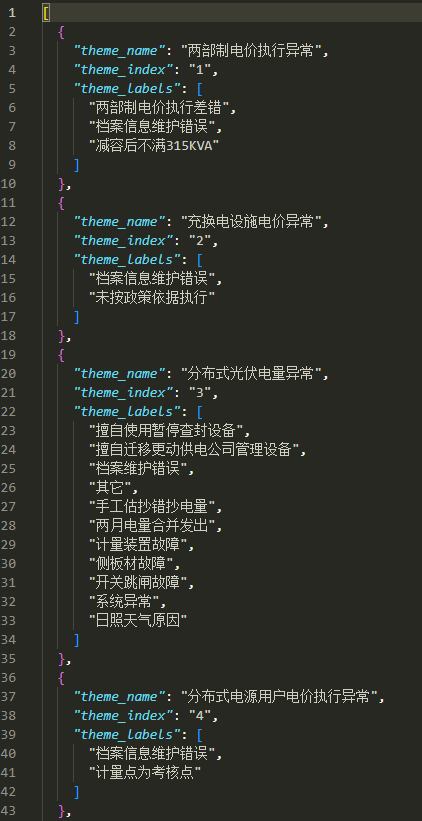 1 [
2 {
3 "theme_name": "两部制电价执行异常",
4 "theme_index": "1",
5 "theme_labels": [
6 "两部制电价执行差错",
7 "档案信息维护错误",
8 "减容后不满315KVA"
9 ]
10 },
11 {
12 "theme_name": "充换电设施电价异常",
13 "theme_index": "2",
14 "theme_labels": [
15 "档案信息维护错误",
16 "未按政策依据执行"
17 ]
18 },
19 {
20 "theme_name": "分布式光伏电量异常",
21 "theme_index": "3",
22 "theme_labels": [
23 "擅自使用暂停查封设备",
24 "擅自迁移更动供电公司管理设备",
25 "档案维护错误",
26 "其它",
27 "手工估抄错抄电量",
28 "两月电量合并发出",
29 "计量装置故障",
30 "侧板材故障",
31 "开关跳闸故障",
32 "系统异常",
33 "日照天气原因"
34 ]
35 },
36 {
37 "theme_name": "分布式电源用户电价执行异常",
38 "theme_index": "4",
39 "theme_labels": [
40 "档案信息维护错误",
41 "计量点为考核点"
42 ]
43 },